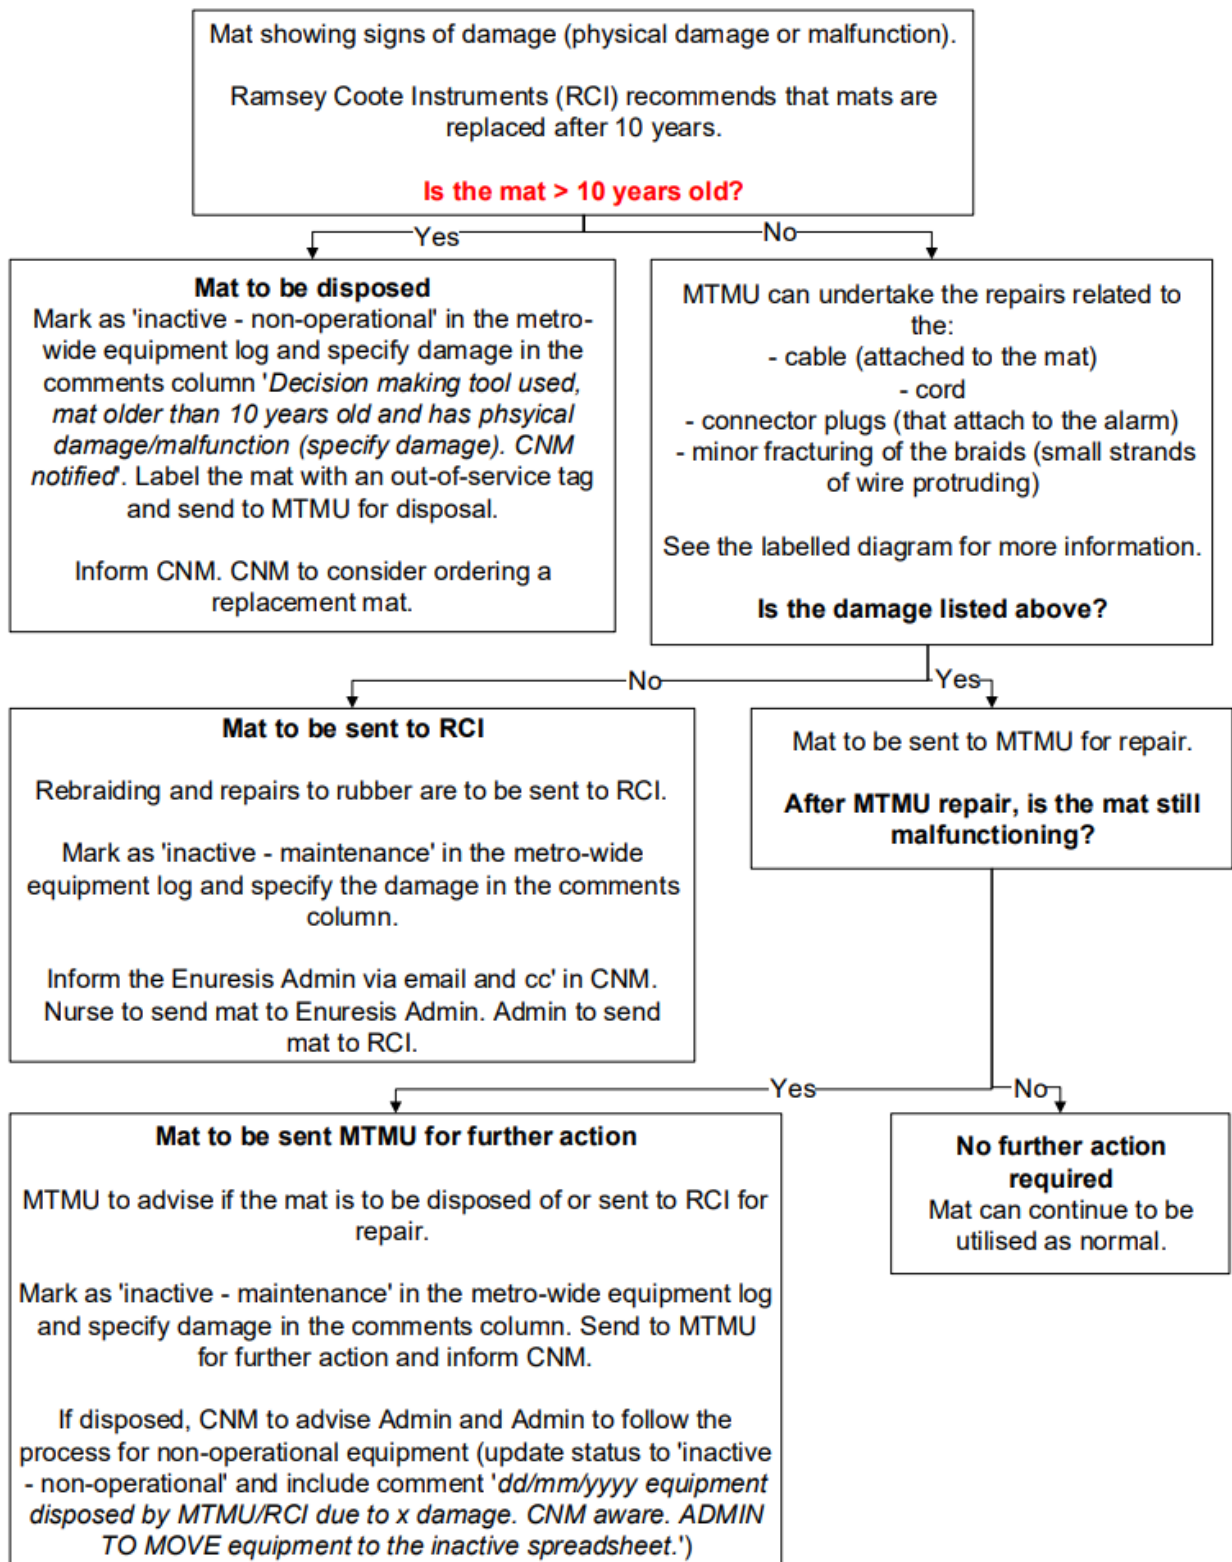 Mat showing signs of damage (physical damage or malfunction).
Ramsey Coote Instruments (RCI) recommends that mats are
replaced after 10 years.
Is the mat > 10 years old?
Yes
No
Mat to be disposed
Mark as 'inactive - non-operational' in the metro-
wide equipment log and specify damage in the
comments column 'Decision making tool used,
mat older than 10 years old and has phsyical
damage/malfunction (specify damage). CNM
notified'. Label the mat with an out-of-service tag
and send to MTMU for disposal.
Inform CNM. CNM to consider ordering a
replacement mat.
MTMU can undertake the repairs related to
the:
- cable (attached to the mat)
- cord
- connector plugs (that attach to the alarm)
- minor fracturing of the braids (small strands
of wire protruding)
See the labelled diagram for more information.
Is the damage listed above?
No
Yes
Mat to be sent to RCI
Rebraiding and repairs to rubber are to be sent to RCI.
Mark as 'inactive - maintenance' in the metro-wide
equipment log and specify the damage in the comments
column.
Inform the Enuresis Admin via email and cc' in CNM.
Nurse to send mat to Enuresis Admin. Admin to send
mat to RCI.
Mat to be sent to MTMU for repair.
After MTMU repair, is the mat still
malfunctioning?
Yes
No
Mat to be sent MTMU for further action
MTMU to advise if the mat is to be disposed of or sent to RCI for
repair.
Mark as 'inactive - maintenance' in the metro-wide equipment log
and specify damage in the comments column. Send to MTMU
for further action and inform CNM.
If disposed, CNM to advise Admin and Admin to follow the
process for non-operational equipment (update status to 'inactive
- non-operational' and include comment 'dd/mm/yyyy equipment
disposed by MTMU/RCI due to x damage. CNM aware. ADMIN
TO MOVE equipment to the inactive spreadsheet.')
No further action
required
Mat can continue to be
utilised as normal.